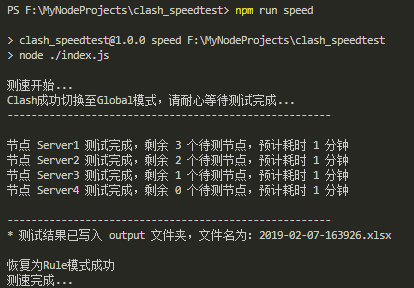 PS F:\MyNodeProjects\clash_speedtest> npm run speed
> clash_speedtest@1.0.0 speed F:\MyNodeProjects\clash_speedtest
> node ./index.js
测速开始...
Clash成功切换至Global模式，请耐心等待测试完成...
-----------------------------------------------------
节点 Server1 测试完成，剩余 3 个待测节点，预计耗时 1 分钟
节点 Server2 测试完成，剩余 2 个待测节点，预计耗时 1 分钟
节点 Server3 测试完成，剩余 1 个待测节点，预计耗时 1 分钟
节点 Server4 测试完成，剩余 0 个待测节点，预计耗时 1 分钟
-----------------------------------------------------
* 测试结果已写入 output 文件夹，文件名为: 2019-02-07-163926.xlsx
恢复为Rule模式成功
测速完成...